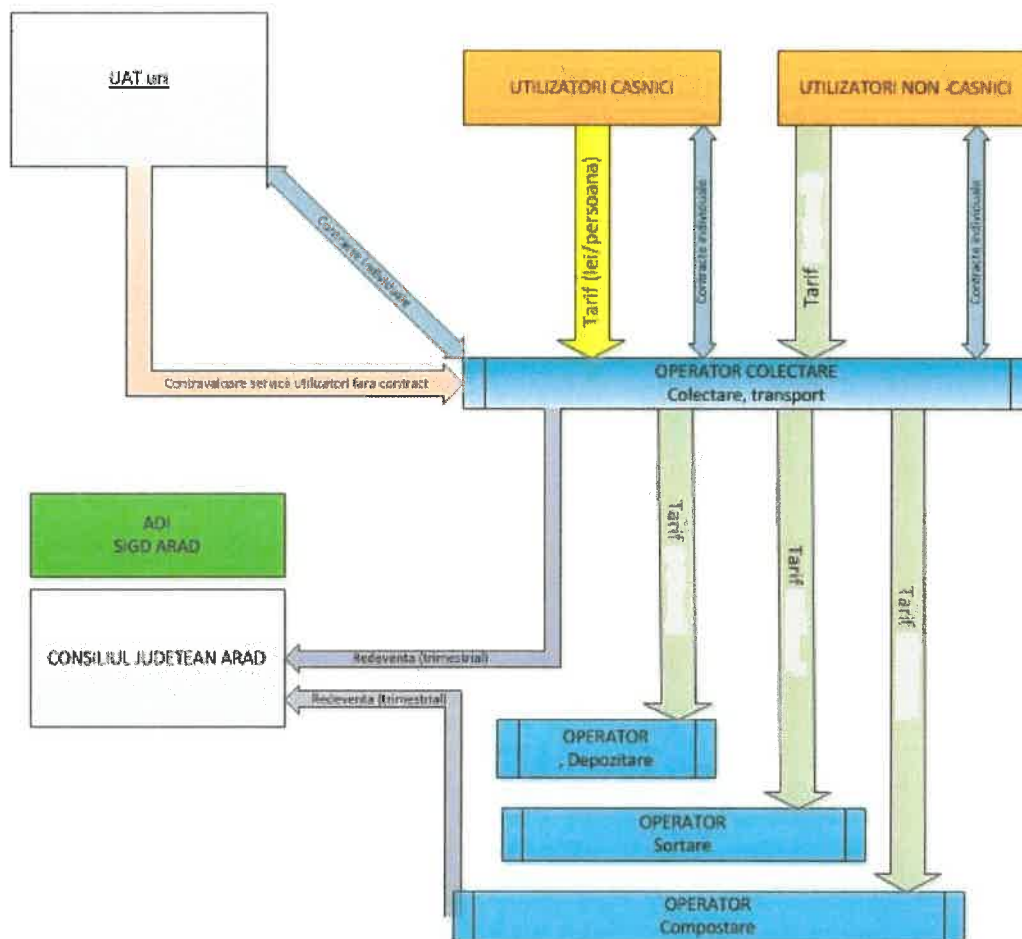 UAT uri
UTILIZATORI CASNICI
UTILIZATORI NON -CASNICI
Contracte individuale
Tarif (lei/persoana)
Contracte individuale
Tarif
Contracte individuale
Contravaloare servicii utilizatori fara contract
OPERATOR COLECTARE
Colectare, transport
ADI
SIGD ARAD
Tarif
Tarif
Tarif
CONSILIUL JUDETEAN ARAD
Redeventa (trimestrial)
Redeventa (trimestrial)
OPERATOR
, Depozitare
OPERATOR
Sortare
OPERATOR
Compostare